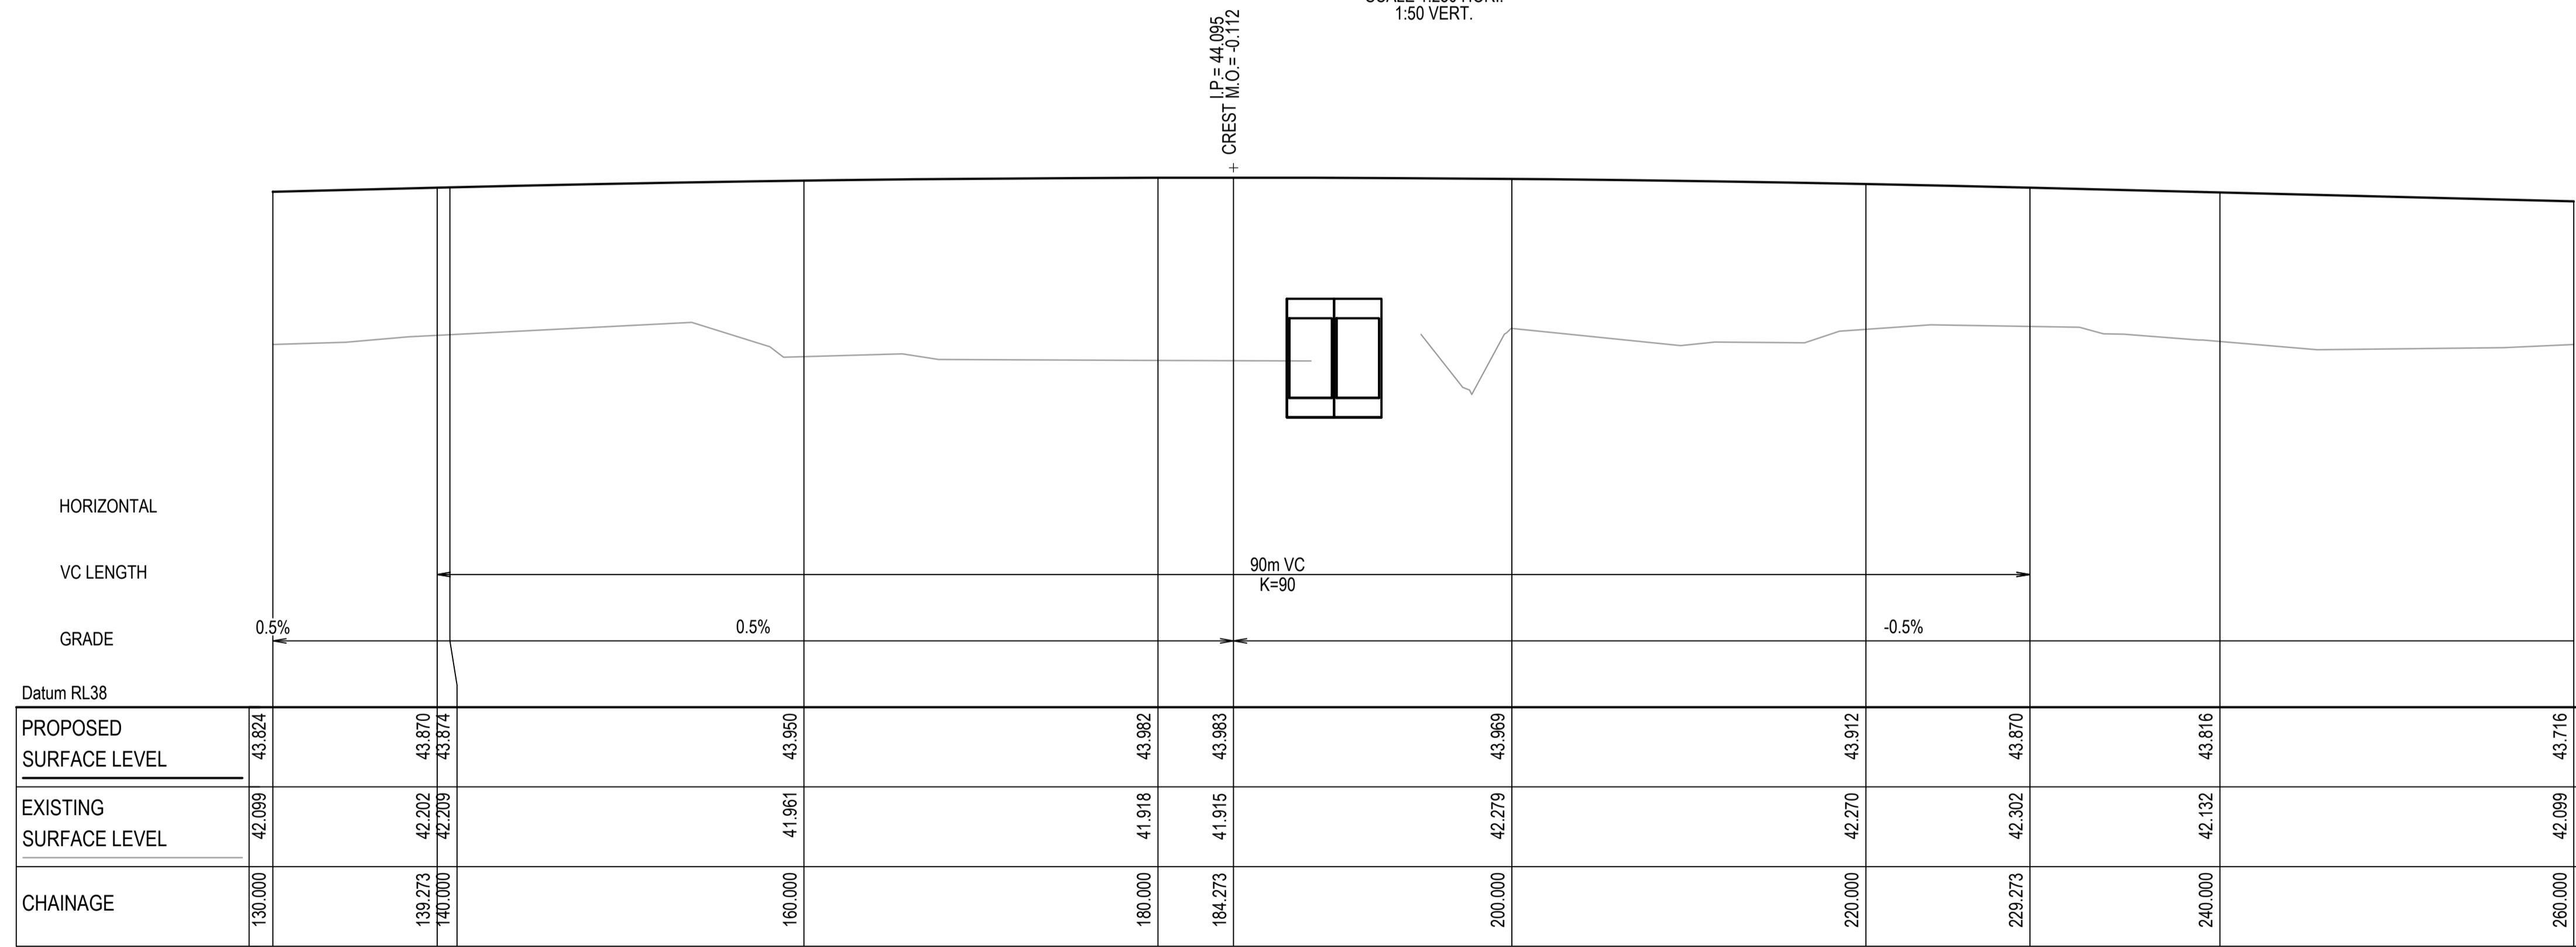 1:50 VERT.
I.P.= 44.095
CREST M.O.= -0.112
HORIZONTAL
VC LENGTH
90m VC
K=90
GRADE
0.5%
0.5%
-0.5%
Datum RL38
PROPOSED
SURFACE LEVEL
43.824
43.870
43.874
43.950
43.982
43.983
43.969
43.912
43.870
43.816
43.716
EXISTING
SURFACE LEVEL
42.099
42.202
42.209
41.961
41.918
41.915
42.279
42.270
42.302
42.132
42.099
CHAINAGE
130.000
139.273
140.000
160.000
180.000
184.273
200.000
220.000
229.273
240.000
260.000